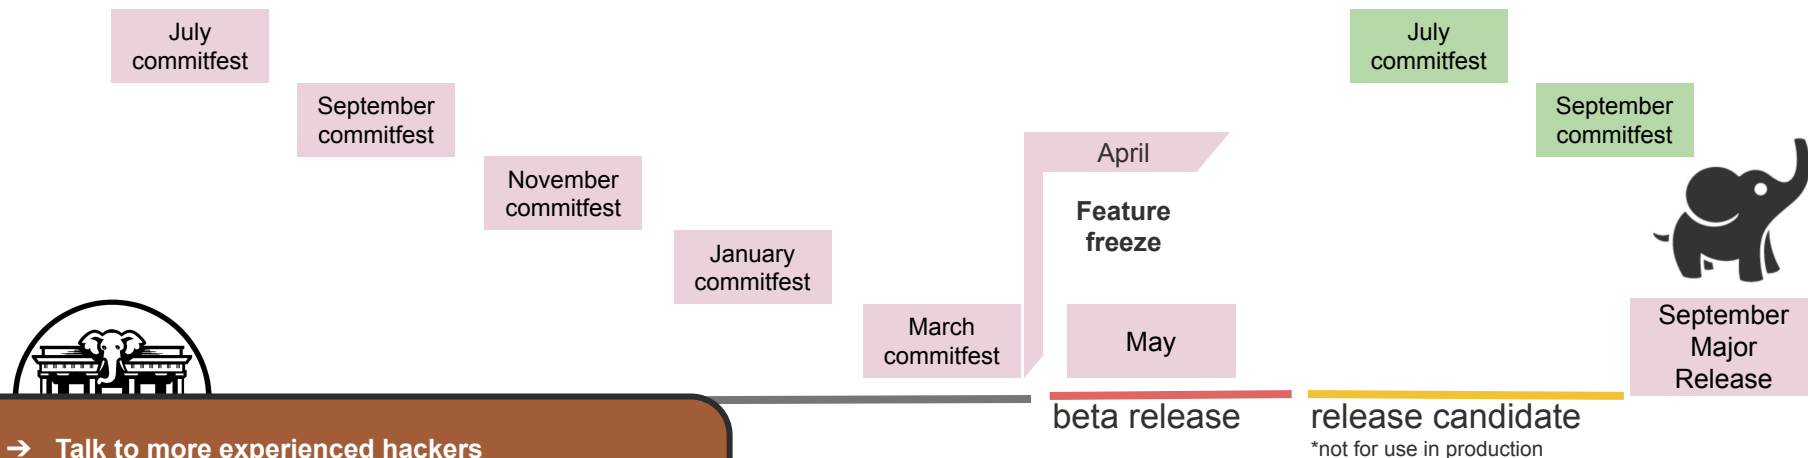 July
commitfest
September
commitfest
November
commitfest
January
commitfest
March
commitfest
April
Feature
freeze
May
July
commitfest
September
commitfest
September
Major
Release
beta release
release candidate
*not for use in production
➔ Talk to more experienced hackers